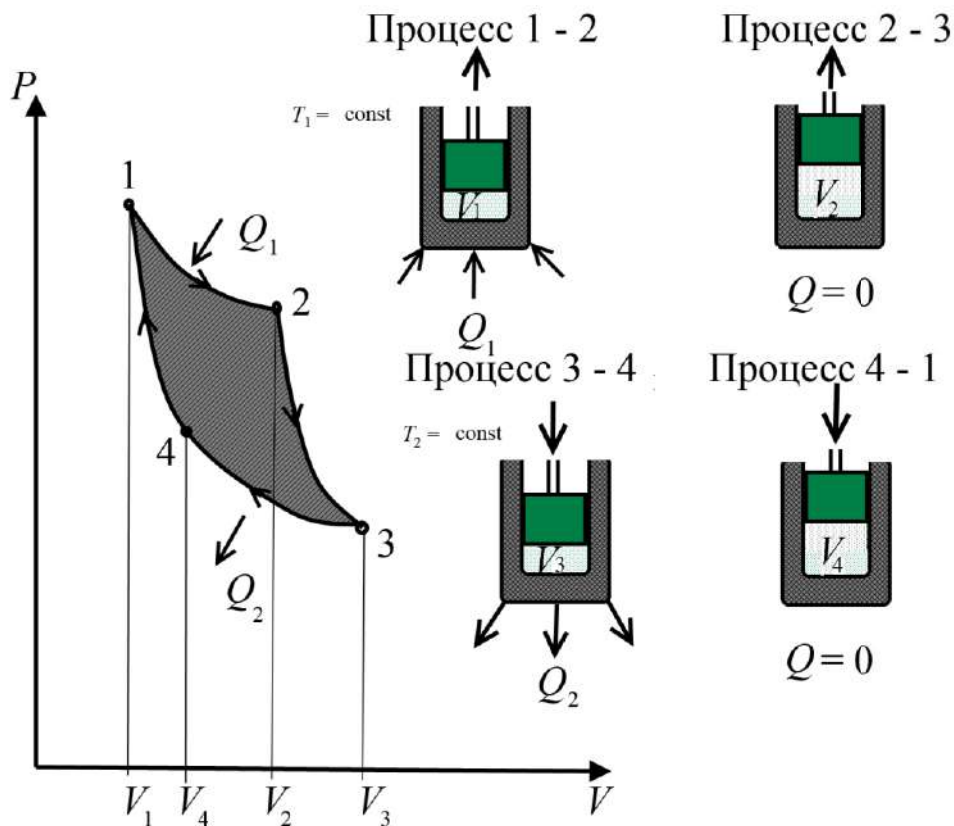 Процесс 1 - 2
Процесс 2 - 3
P
T₁ = const
1
Q₁
V₁
V₂
2
Q₁
Q = 0
Процесс 3 - 4
Процесс 4 - 1
T₂ = const
4
3
V₃
V₄
Q₂
Q₂
Q = 0
V₁ V₄ V₂ V₃ V